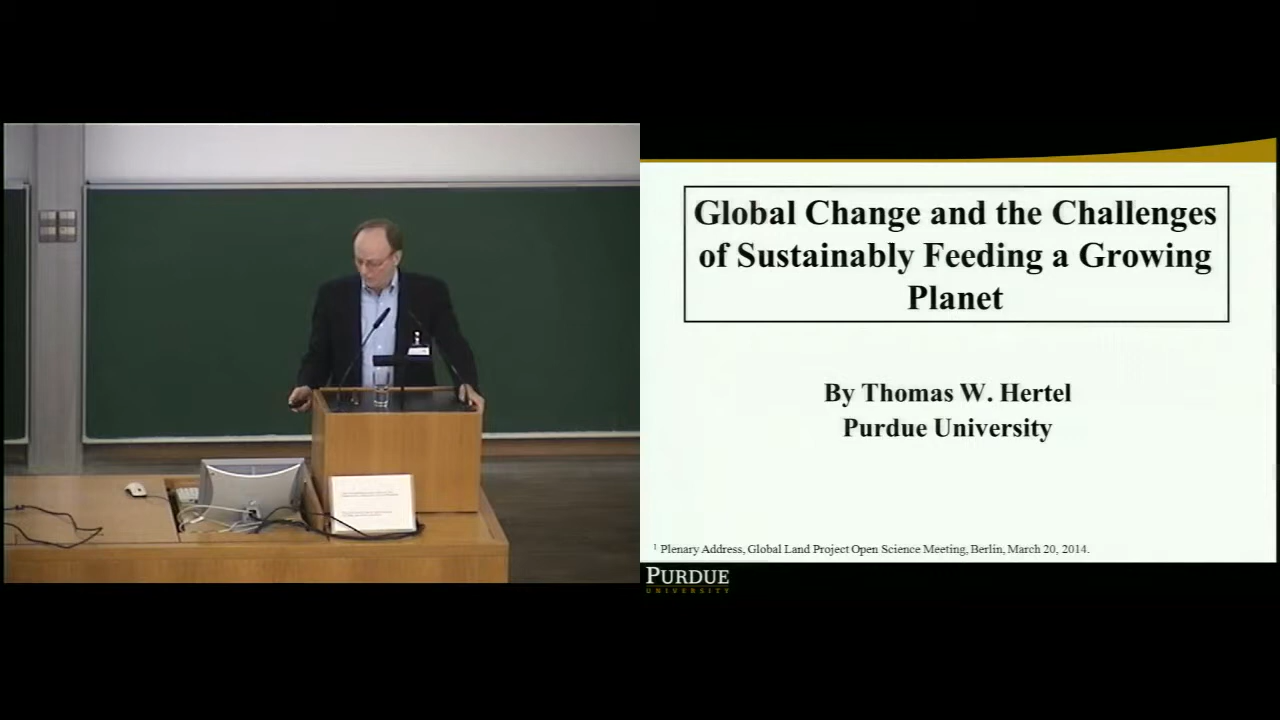 Global Change and the Challenges
of Sustainably Feeding a Growing
Planet
By Thomas W. Hertel
Purdue University
1 Plenary Address, Global Land Project Open Science Meeting, Berlin, March 20, 2014.
PURDUE
UNIVERSITY